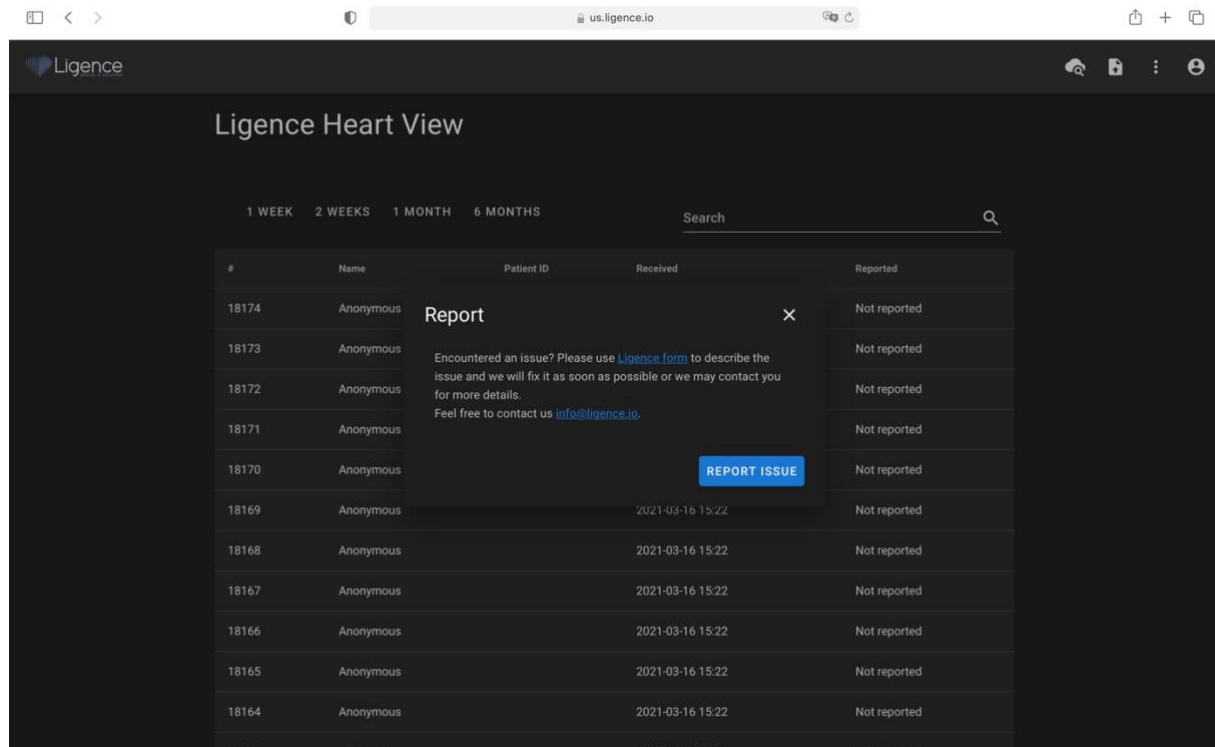 us.ligence.io
Ligence
Ligence Heart View
1 WEEK 2 WEEKS 1 MONTH 6 MONTHS Search
# Name Patient ID Received Reported
18174 Anonymous Not reported
18173 Anonymous Not reported
18172 Anonymous Not reported
18171 Anonymous Not reported
18170 Anonymous Not reported
Report
Encountered an issue? Please use Ligence form to describe the
issue and we will fix it as soon as possible or we may contact you
for more details.
Feel free to contact us info@ligence.io.
REPORT ISSUE
18169 Anonymous 2021-03-16 15:22 Not reported
18168 Anonymous 2021-03-16 15:22 Not reported
18167 Anonymous 2021-03-16 15:22 Not reported
18166 Anonymous 2021-03-16 15:22 Not reported
18165 Anonymous 2021-03-16 15:22 Not reported
18164 Anonymous 2021-03-16 15:22 Not reported